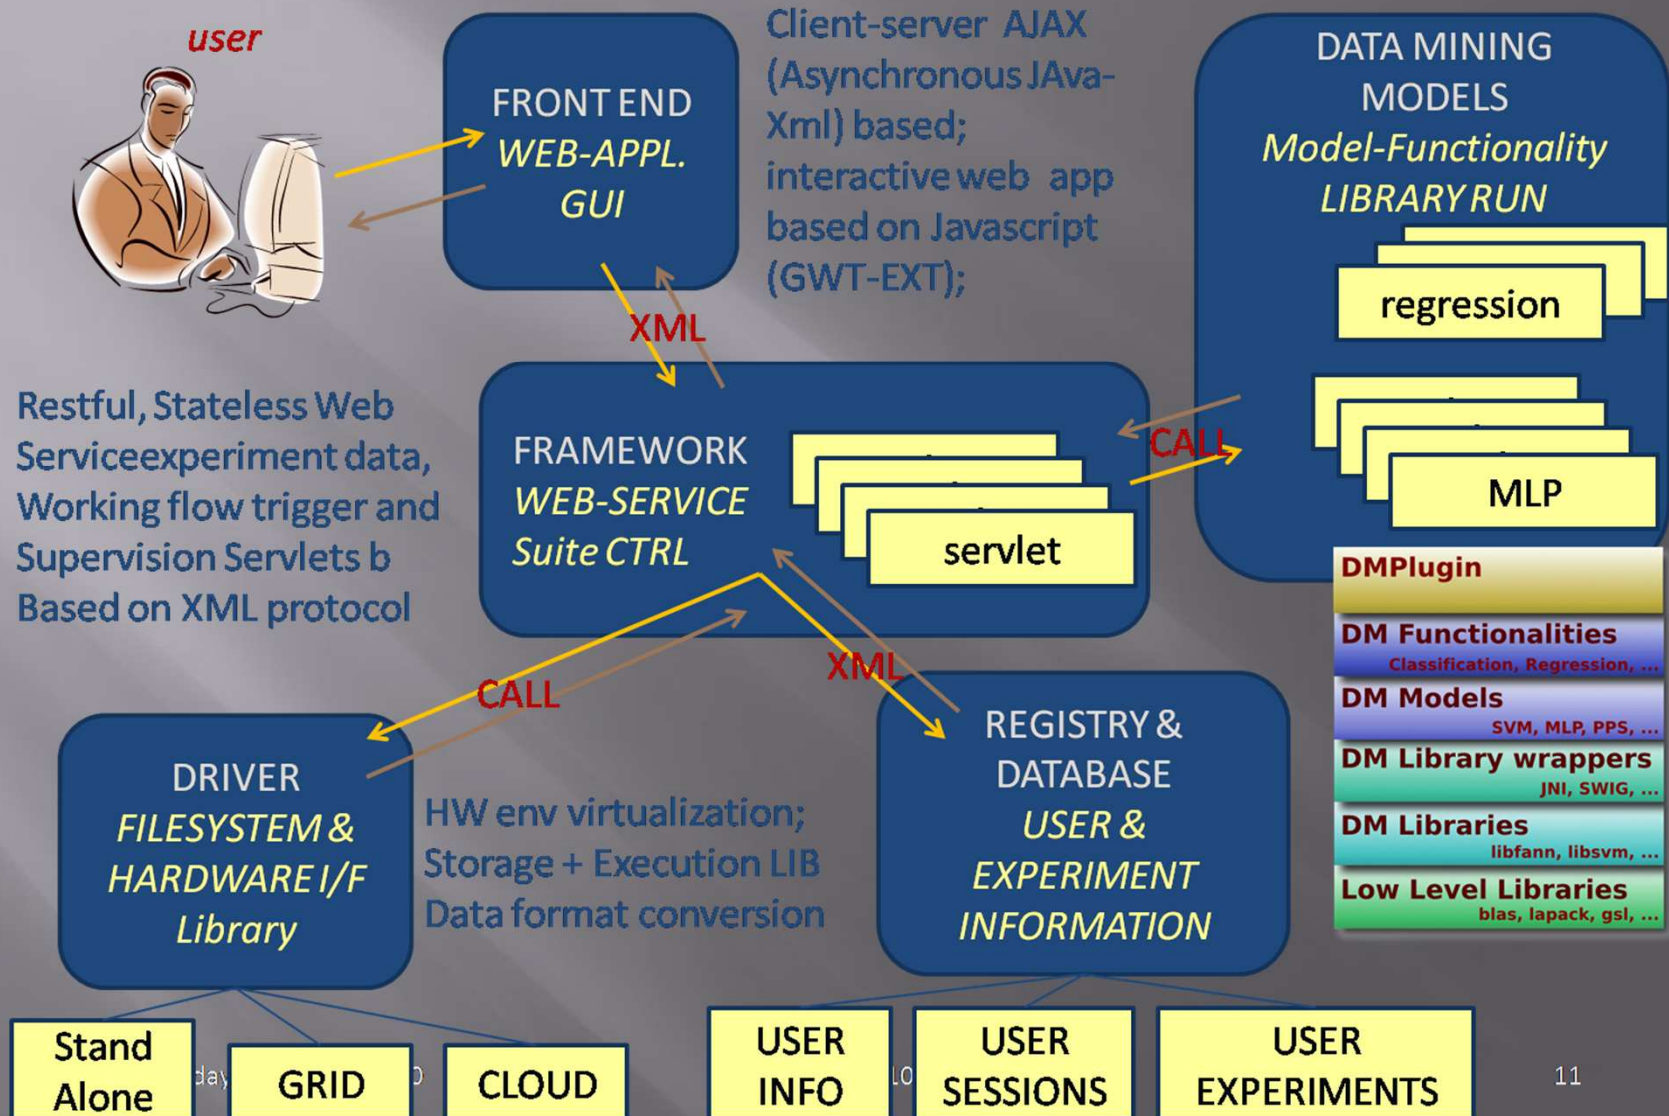 user
FRONT END
WEB-APPL.
GUI
Client-server AJAX
(Asynchronous JAva-
Xml) based;
interactive web app
based on Javascript
(GWT-EXT);
DATA MINING
MODELS
Model-Functionality
LIBRARY RUN
regression
MLP
XML
Restful, Stateless Web
Serviceexperiment data,
Working flow trigger and
Supervision Servlets b
Based on XML protocol
FRAMEWORK
WEB-SERVICE
Suite CTRL
servlet
CALL
DMPlugin
DM Functionalities
Classification, Regression, ...
DM Models
SVM, MLP, PPS, ...
DM Library wrappers
JNI, SWIG, ...
DM Libraries
libfann, libsvm, ...
Low Level Libraries
blas, lapack, gsl, ...
CALL
XML
DRIVER
FILESYSTEM &
HARDWARE I/F
Library
HW env virtualization;
Storage + Execution LIB
Data format conversion
REGISTRY &
DATABASE
USER &
EXPERIMENT
INFORMATION
Stand
Alone
GRID
CLOUD
USER
INFO
USER
SESSIONS
USER
EXPERIMENTS
11